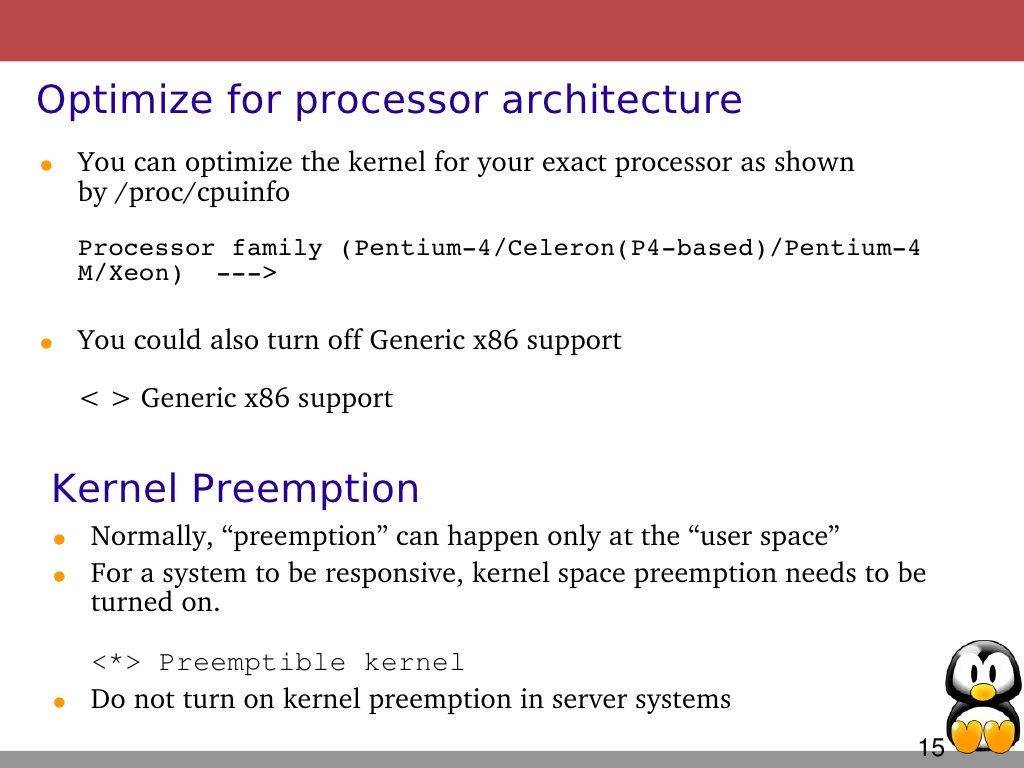 Optimize for processor architecture
You can optimize the kernel for your exact processor as shown
by /proc/cpuinfo
Processor family (Pentium-4/Celeron(P4-based)/Pentium-4
M/Xeon)  --->
You could also turn off Generic x86 support
< > Generic x86 support
Kernel Preemption
Normally, “preemption” can happen only at the “user space”
For a system to be responsive, kernel space preemption needs to be
turned on.
<*> Preemptible kernel
Do not turn on kernel preemption in server systems
15